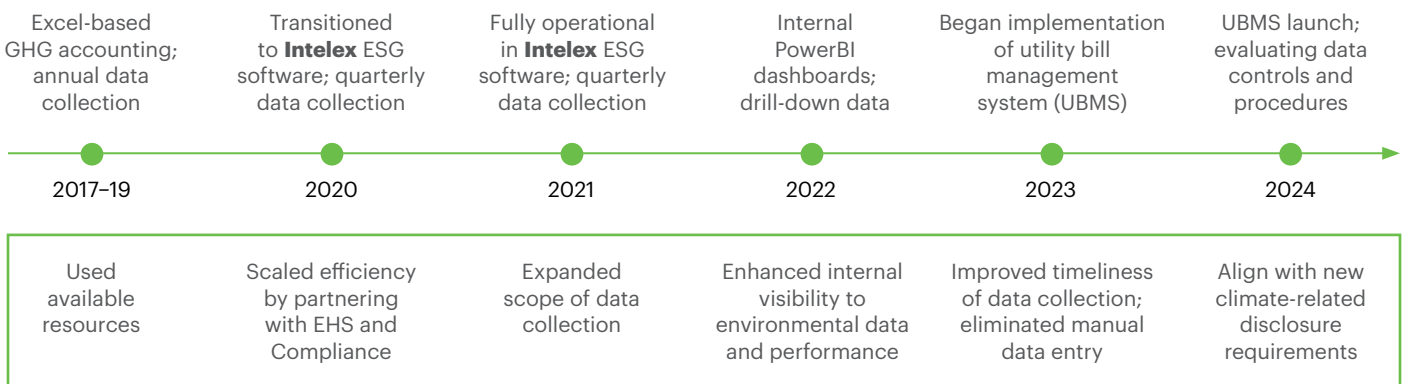 Excel-based
GHG accounting;
annual data
collection
Transitioned
to Intelex ESG
software; quarterly
data collection
Fully operational
in Intelex ESG
software; quarterly
data collection
Internal
PowerBI
dashboards;
drill-down data
Began implementation
of utility bill
management
system (UBMS)
UBMS launch;
evaluating data
controls and
procedures
2017–19
2020
2021
2022
2023
2024
Used
available
resources
Scaled efficiency
by partnering
with EHS and
Compliance
Expanded
scope of data
collection
Enhanced internal
visibility to
environmental data
and performance
Improved timeliness
of data collection;
eliminated manual
data entry
Align with new
climate-related
disclosure
requirements